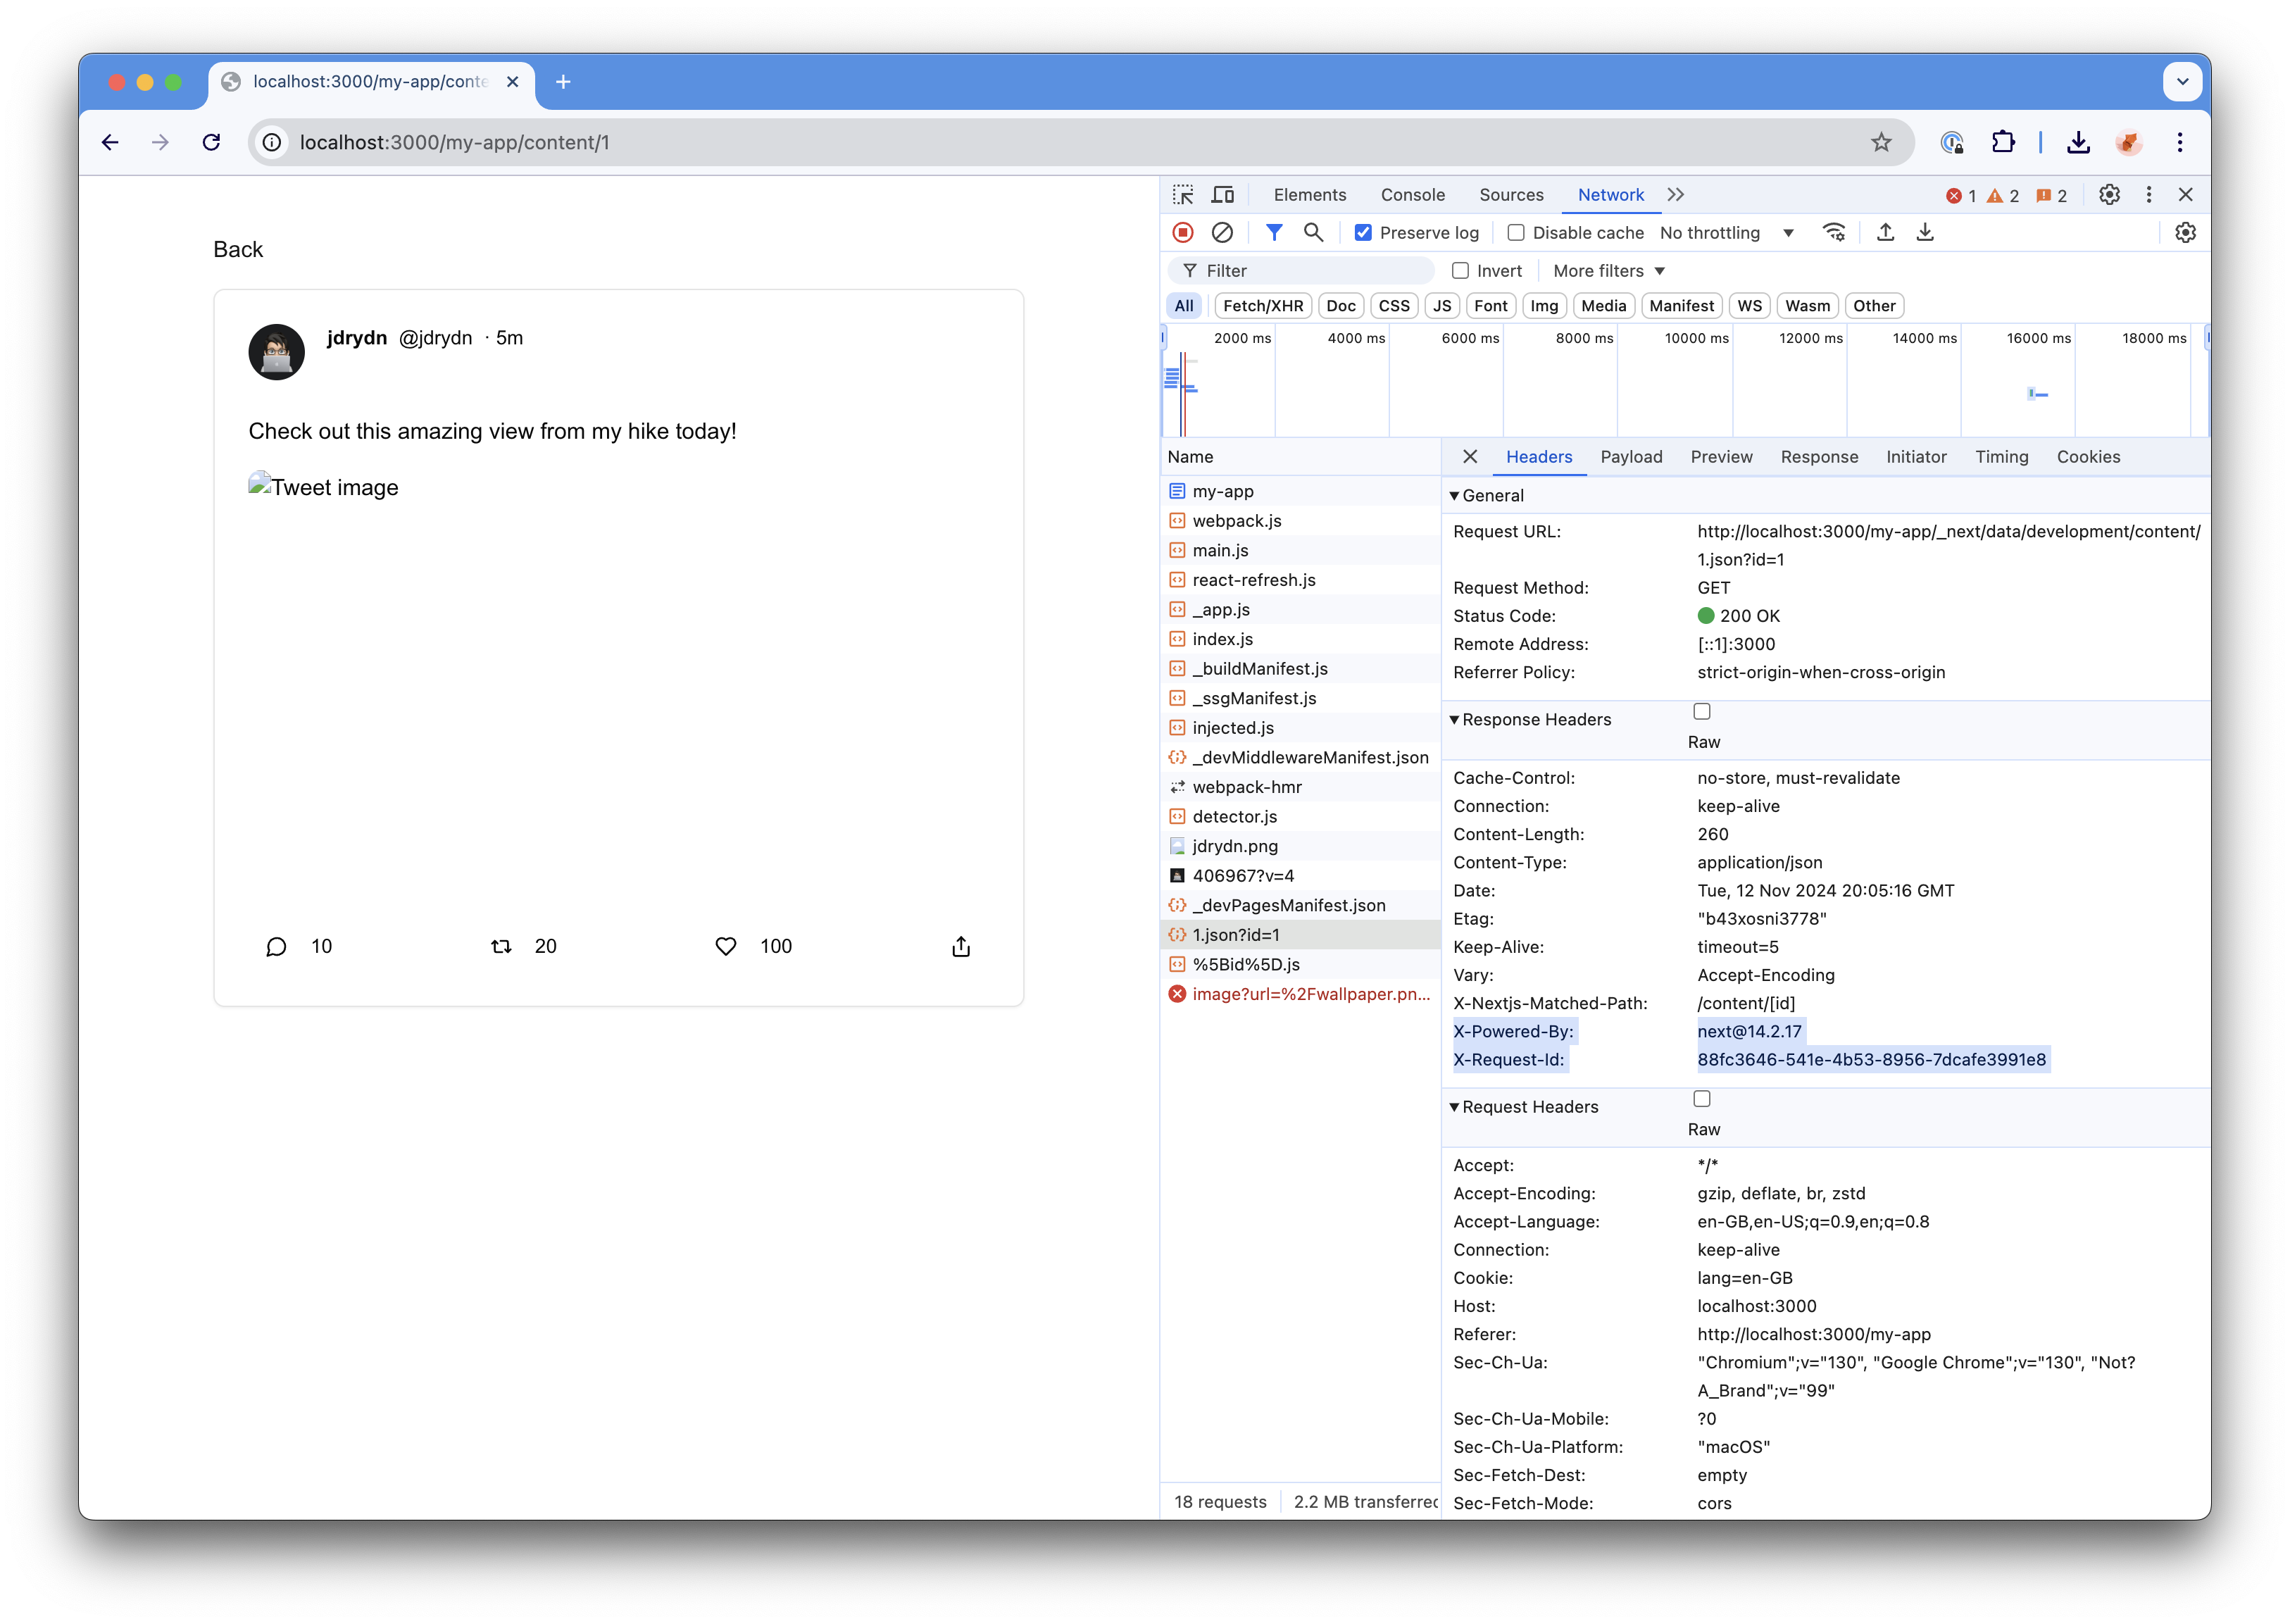 localhost:3000/my-app/conte
localhost:3000/my-app/content/1
Back
jdrydn @jdrydn · 5m
Check out this amazing view from my hike today!
Tweet image
10 20 100
Elements Console Sources Network 1 2 2
Preserve log Disable cache No throttling
Filter Invert More filters
All Fetch/XHR Doc CSS JS Font Img Media Manifest WS Wasm Other
2000 ms 4000 ms 6000 ms 8000 ms 10000 ms 12000 ms 14000 ms 16000 ms 18000 ms
Name
my-app
webpack.js
main.js
react-refresh.js
_app.js
index.js
_buildManifest.js
_ssgManifest.js
injected.js
_devMiddlewareManifest.json
webpack-hmr
detector.js
jdrydn.png
406967?v=4
_devPagesManifest.json
1.json?id=1
%5Bid%5D.js
image?url=%2Fwallpaper.pn...
18 requests 2.2 MB transferred
Headers Payload Preview Response Initiator Timing Cookies
General
Request URL: http://localhost:3000/my-app/_next/data/development/content/
1.json?id=1
Request Method: GET
Status Code: 200 OK
Remote Address: [::1]:3000
Referrer Policy: strict-origin-when-cross-origin
Response Headers
Raw
Cache-Control: no-store, must-revalidate
Connection: keep-alive
Content-Length: 260
Content-Type: application/json
Date: Tue, 12 Nov 2024 20:05:16 GMT
Etag: "b43xosni3778"
Keep-Alive: timeout=5
Vary: Accept-Encoding
X-Nextjs-Matched-Path: /content/[id]
X-Powered-By: next@14.2.17
X-Request-Id: 88fc3646-541e-4b53-8956-7dcafe3991e8
Request Headers
Raw
Accept: */*
Accept-Encoding: gzip, deflate, br, zstd
Accept-Language: en-GB,en-US;q=0.9,en;q=0.8
Connection: keep-alive
Cookie: lang=en-GB
Host: localhost:3000
Referer: http://localhost:3000/my-app
Sec-Ch-Ua: "Chromium";v="130", "Google Chrome";v="130", "Not?
A_Brand";v="99"
Sec-Ch-Ua-Mobile: ?0
Sec-Ch-Ua-Platform: "macOS"
Sec-Fetch-Dest: empty
Sec-Fetch-Mode: cors